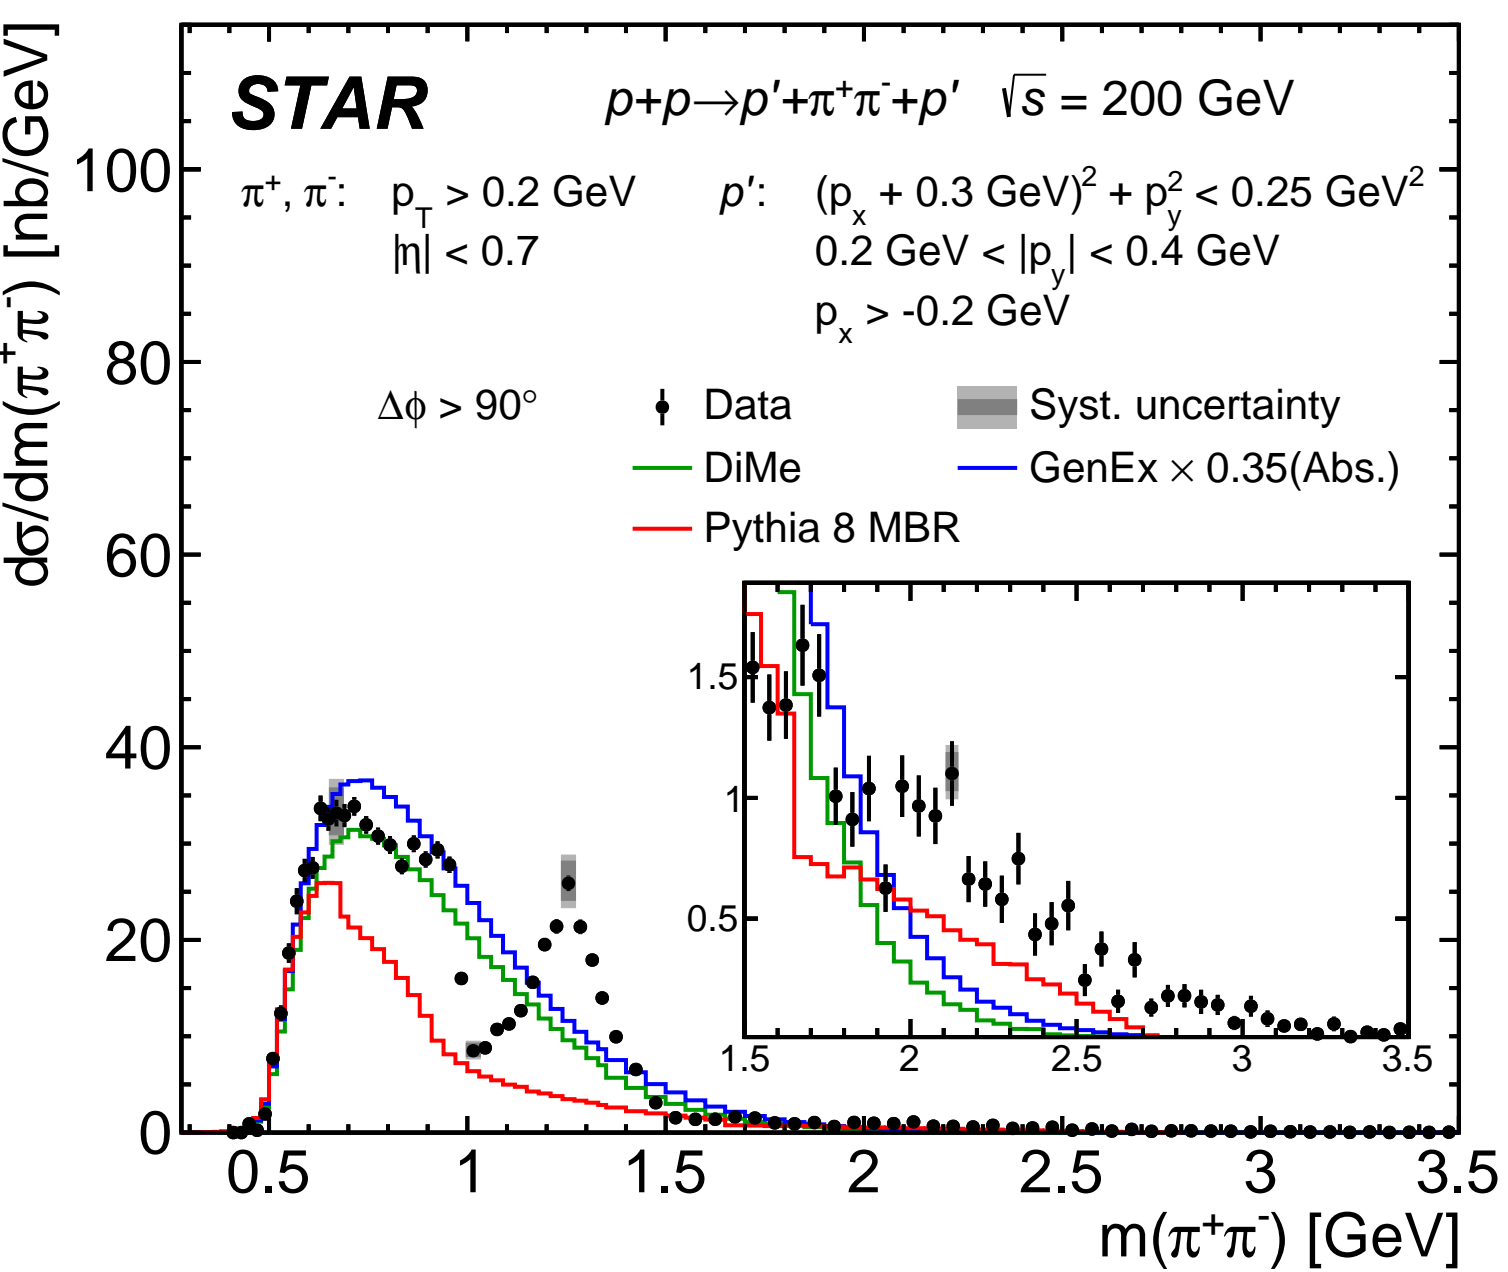 STAR p+p→p′+π⁺π⁻+p′ √s = 200 GeV
π⁺, π⁻: p_T > 0.2 GeV p′: (p_x + 0.3 GeV)² + p_y² < 0.25 GeV²
|η| < 0.7 0.2 GeV < |p_y| < 0.4 GeV
p_x > -0.2 GeV
Δϕ > 90° Data Syst. uncertainty
DiMe GenEx × 0.35(Abs.)
Pythia 8 MBR
dσ/dm(π⁺π⁻) [nb/GeV]
100
80
60
40
20
0
1.5
1
0.5
1.5 2 2.5 3 3.5
0.5 1 1.5 2 2.5 3 3.5
m(π⁺π⁻) [GeV]